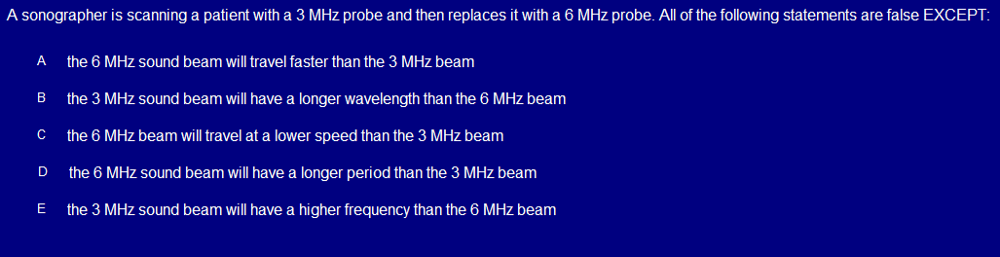 A sonographer is scanning a patient with a 3 MHz probe and then replaces it with a 6 MHz probe. All of the following statements are false EXCEPT:
A the 6 MHz sound beam will travel faster than the 3 MHz beam
B the 3 MHz sound beam will have a longer wavelength than the 6 MHz beam
C the 6 MHz beam will travel at a lower speed than the 3 MHz beam
D the 6 MHz sound beam will have a longer period than the 3 MHz beam
E the 3 MHz sound beam will have a higher frequency than the 6 MHz beam